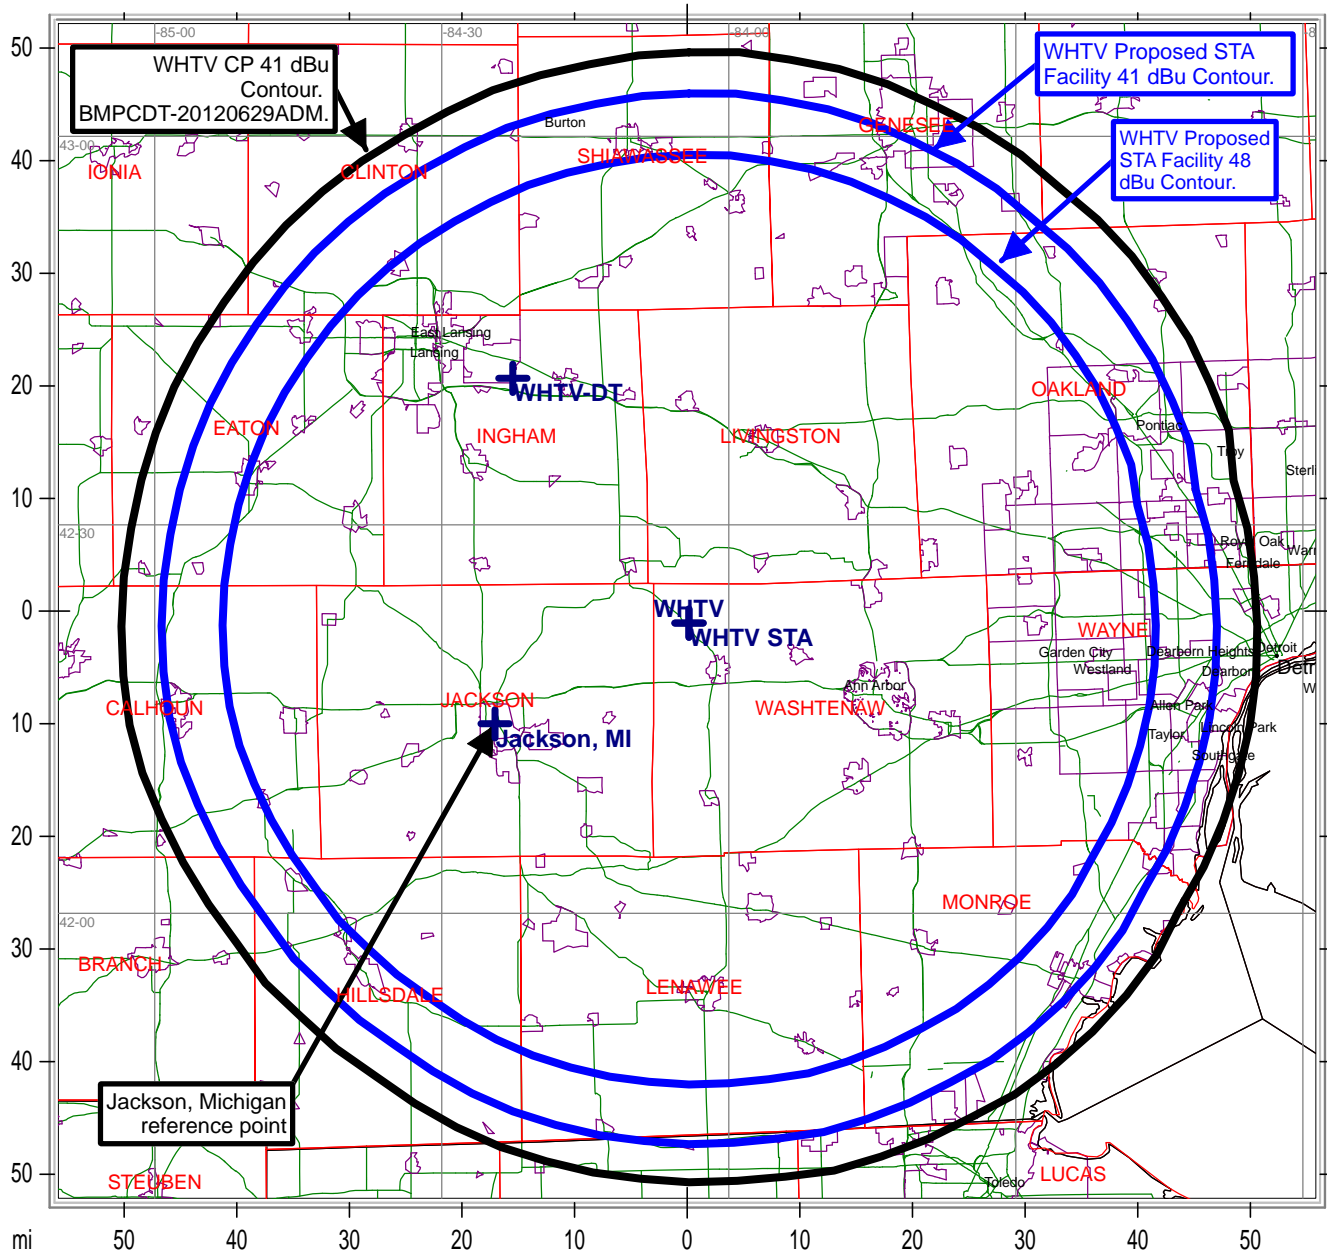 50
-85-00
-84-30
-84-00
-8
WHTV CP 41 dBu
Contour.
BMPCDT-20120629ADM.
WHTV Proposed STA
Facility 41 dBu Contour.
WHTV Proposed
STA Facility 48
dBu Contour.
Burton
GENESEE
43-00
40
IONIA
CLINTON
SHIAWASSEE
30
East Lansing
Lansing
20
WHTV-DT
OAKLAND
EATON
INGHAM
LIVINGSTON
Pontiac
Troy
Sterli
10
42-30
Royal Oak
Warr
Ferndale
0
WHTV
WHTV STA
WAYNE
Garden City
Dearborn Heights
Detroit
Westland
Dearborn
Detr
W
Ann Arbor
JACKSON
CALHOUN
WASHTENAW
Allen Park
10
Jackson, MI
Taylor
Lincoln Park
Southgate
20
MONROE
42-00
30
BRANCH
HILLSDALE
LENAWEE
40
Jackson, Michigan
reference point
50
STEUBEN
LUCAS
Toledo
mi
50
40
30
20
10
0
10
20
30
40
50